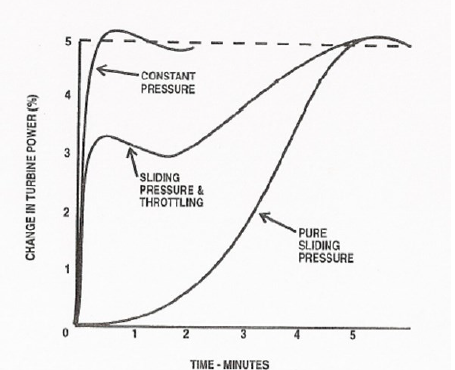 CHANGE IN TURBINE POWER (%)
5
4
3
2
1
0
CONSTANT
PRESSURE
SLIDING
PRESSURE &
THROTTLING
PURE
SLIDING
PRESSURE
1
2
3
4
5
TIME - MINUTES